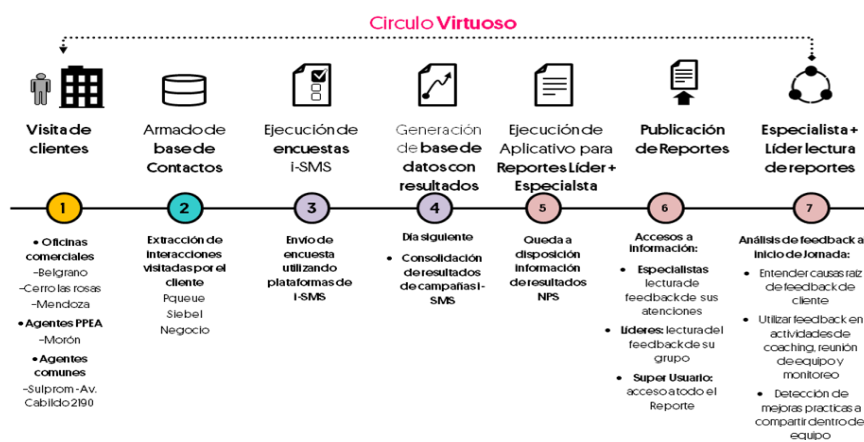 Circulo Virtuoso
Visita de
clientes
Armado de
base de
Contactos
Ejecución de
encuestas
i-SMS
Generación
de base de
datos con
resultados
Ejecución de
Aplicativo para
Reportes Líder +
Especialsta
Publicación
de Reportes
Especialista +
Líder lectura
de reportes
1
2
3
4
5
6
7
• Oficinas
comerciales
–Belgrano
–Cerro las rosas
–Mendoza
• Agentes PPEA
–Morón
• Agentes
comunes
–Sulprom - Av.
Cabildo 2190
Extracción de
interacciones
visitadas por el
cliente
Pqueue
Siebel
Negocio
Envío de
encuesta
utilizando
plataformas de
i-SMS
Día siguiente
• Consolidación
de resultados
de campañas i-
SMS
Queda a
disposición
información
de resultados
NPS
Accesos a
información:
• Especialistas
lectura de
feedback de sus
atenciones
• Líderes: lectura del
feedback de su
grupo
• Super Usuario:
acceso a todo el
Reporte
Análisis de feedback a
Inicio de Jornada:
• Entender causas raíz
de feedback de
cliente
• Utilizar feedback en
actividades de
coaching, reunión
de equipo y
monitoreo
• Detección de
mejoras practicas a
compartir dentro de
equipo